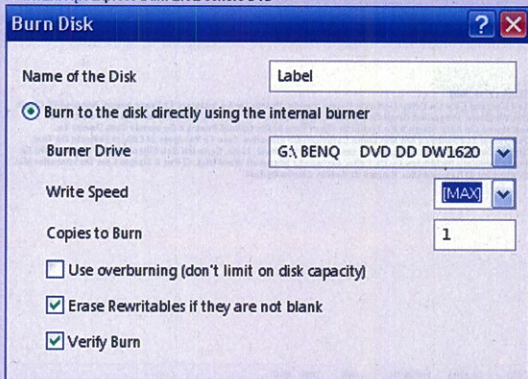 Burn Disk
Name of the Disk Label
Burn to the disk directly using the internal burner
Burner Drive G:\ BENQ DVD DD DW1620
Write Speed [MAX]
Copies to Burn 1
Use overburning (don't limit on disk capacity)
Erase Rewritables if they are not blank
Verify Burn